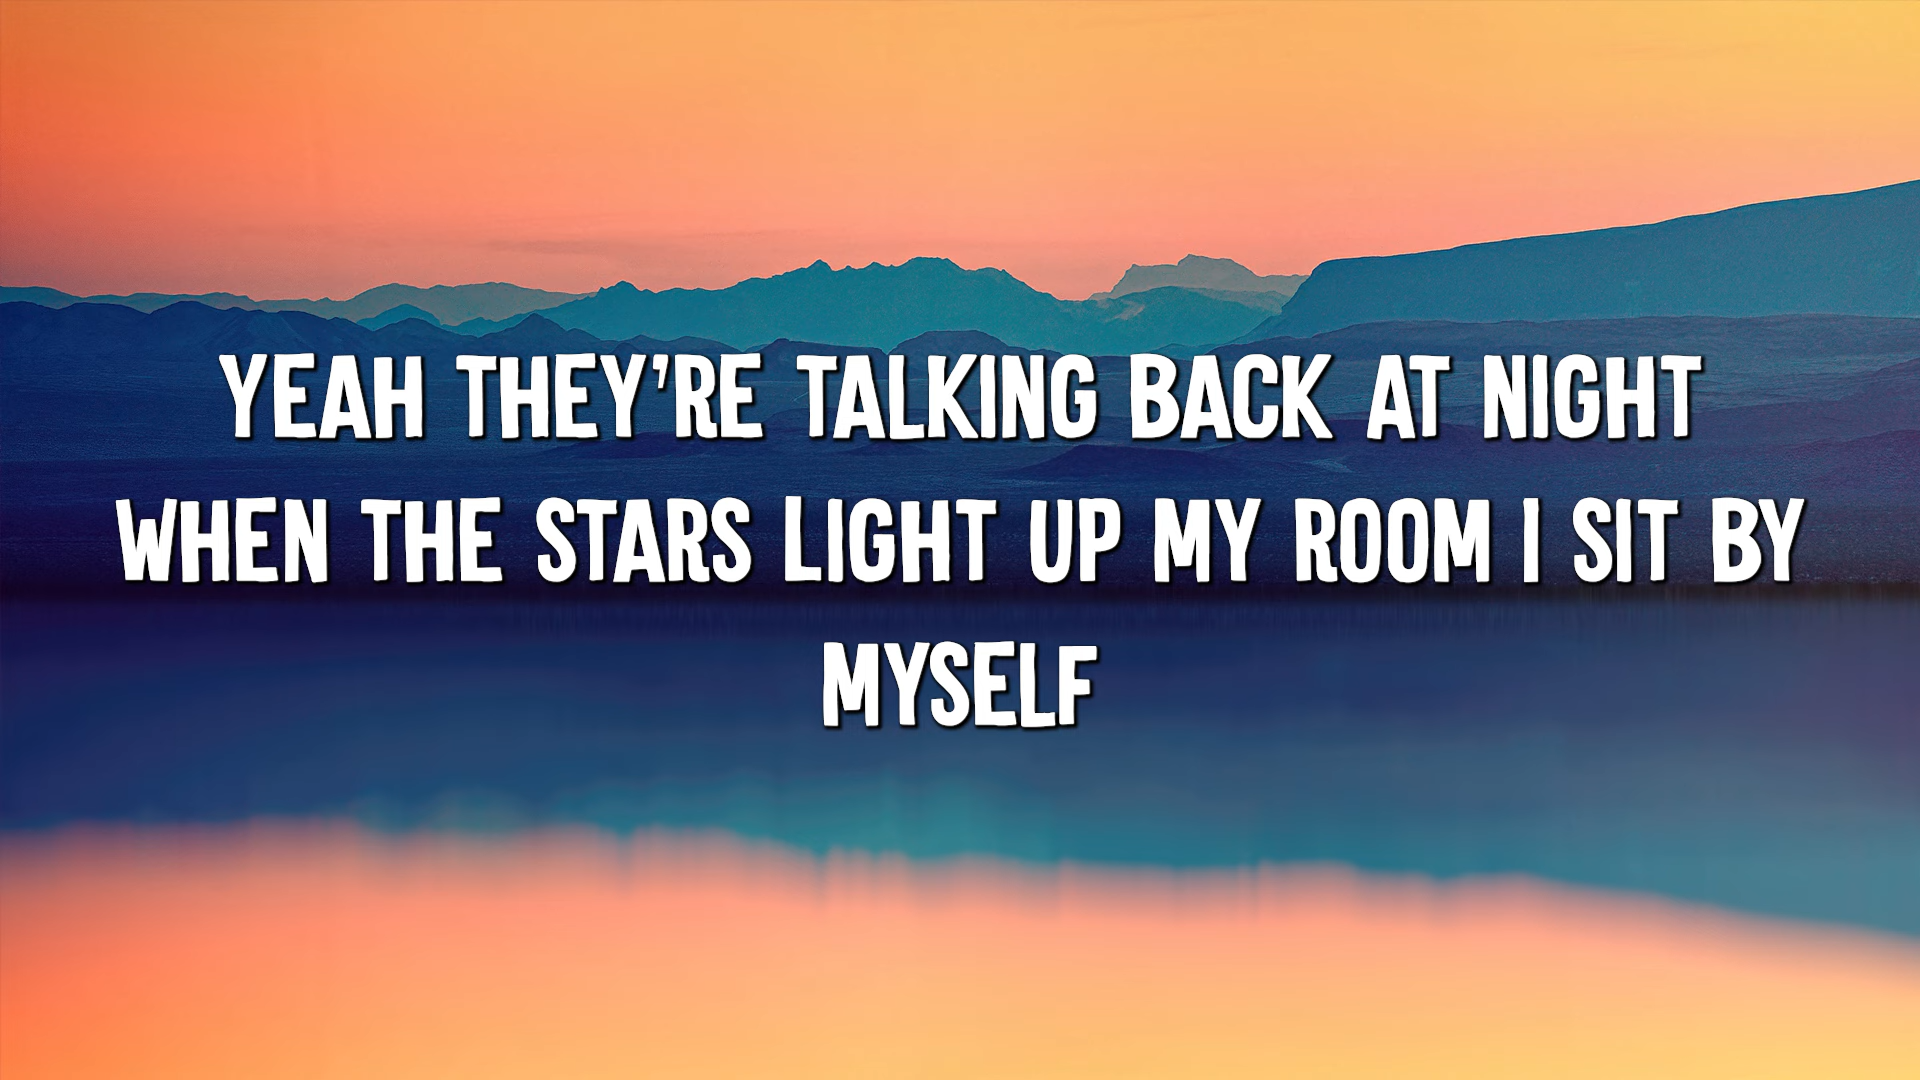 YEAH THEY'RE TALKING BACK AT NIGHT
WHEN THE STARS LIGHT UP MY ROOM I SIT BY
MYSELF